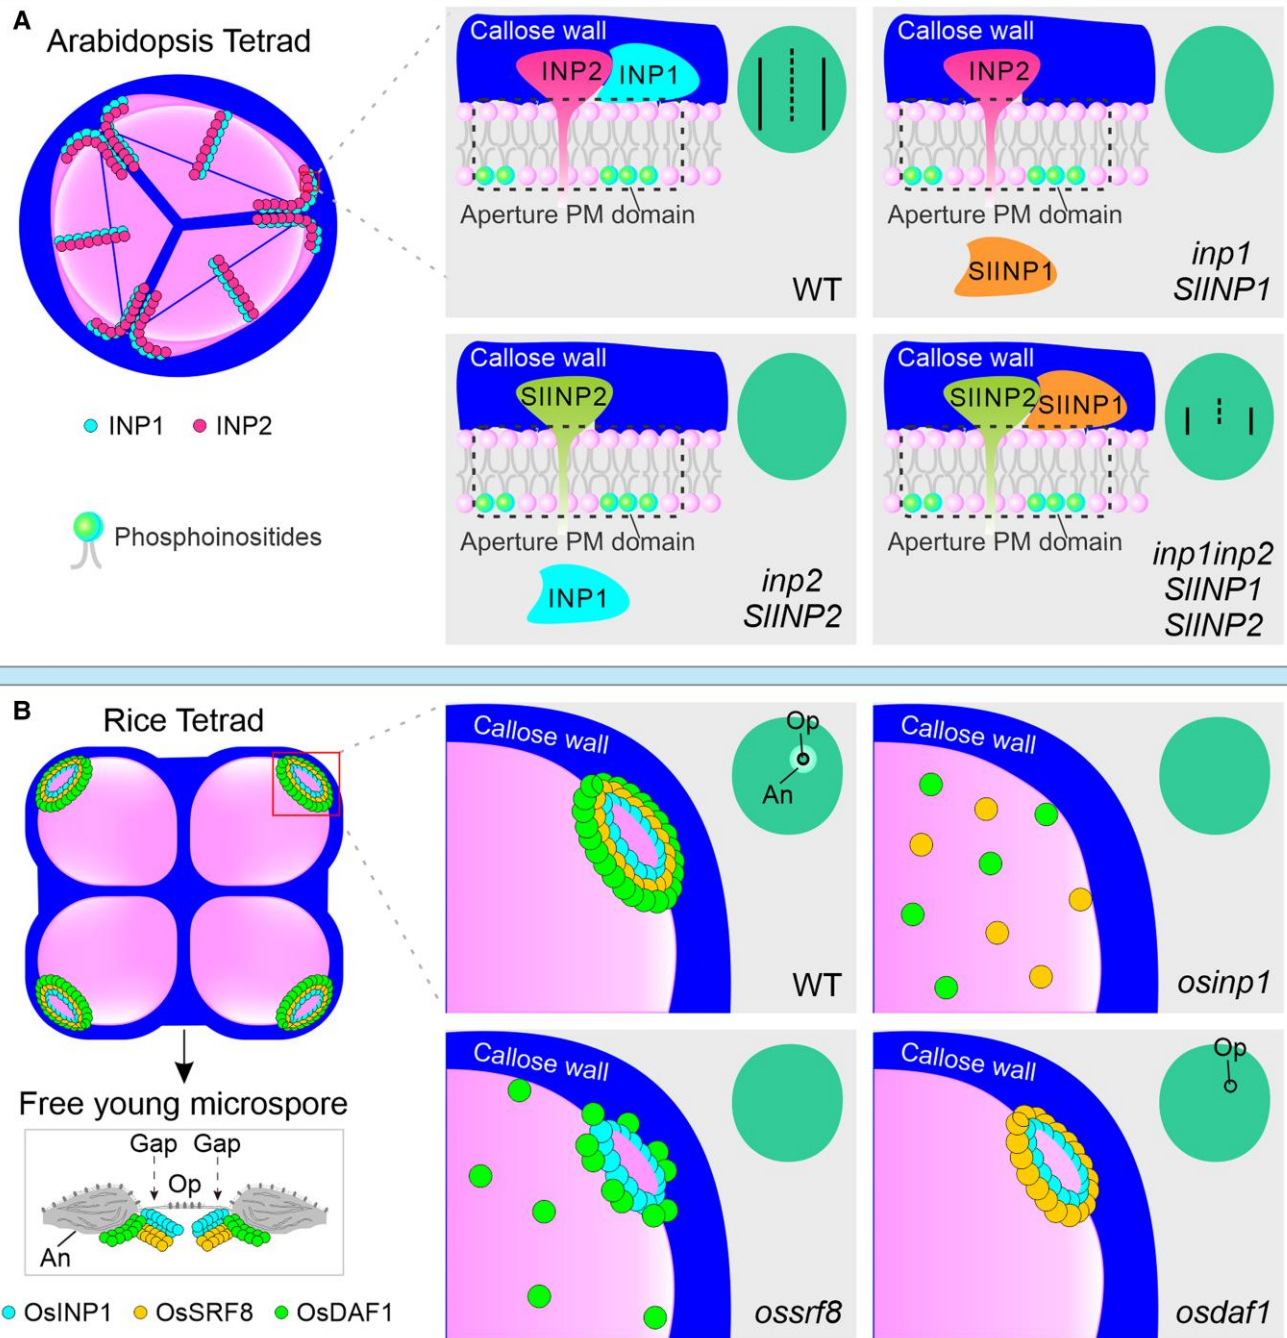 A
Arabidopsis Tetrad
INP1
INP2
Phosphoinositides
Callose wall
INP2
INP1
Aperture PM domain
WT
Callose wall
INP2
Aperture PM domain
SlINP1
inp1
SlINP1
Callose wall
SlINP2
Aperture PM domain
INP1
inp2
SlINP2
Callose wall
SlINP2
SlINP1
Aperture PM domain
inp1inp2
SlINP1
SlINP2
B
Rice Tetrad
Free young microspore
Gap Gap
Op
An
OsINP1
OsSRF8
OsDAF1
Callose wall
Op
An
WT
Callose wall
osinp1
Callose wall
ossrf8
Callose wall
Op
osdaf1